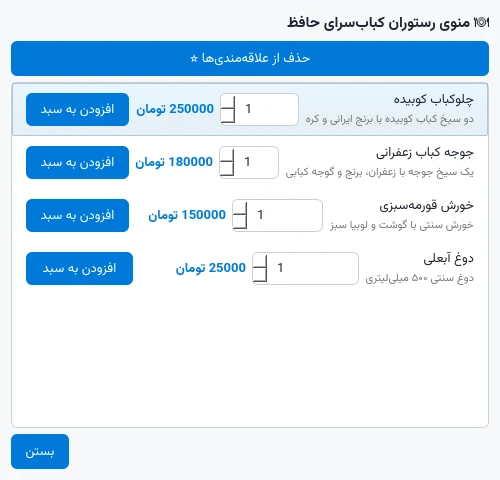 🍽 منوی رستوران کباب‌سرای حافظ
حذف از علاقه‌مندی‌ها ⭐
چلوکباب کوبیده
دو سیخ کباب کوبیده با برنج ایرانی و کره
1
250000 تومان
افزودن به سبد
جوجه کباب زعفرانی
یک سیخ جوجه با زعفران، برنج و گوجه کبابی
1
180000 تومان
افزودن به سبد
خورش قورمه‌سبزی
خورش سنتی با گوشت و لوبیا سبز
1
150000 تومان
افزودن به سبد
دوغ آبعلی
دوغ سنتی ۵۰۰ میلی‌لیتری
1
25000 تومان
افزودن به سبد
بستن